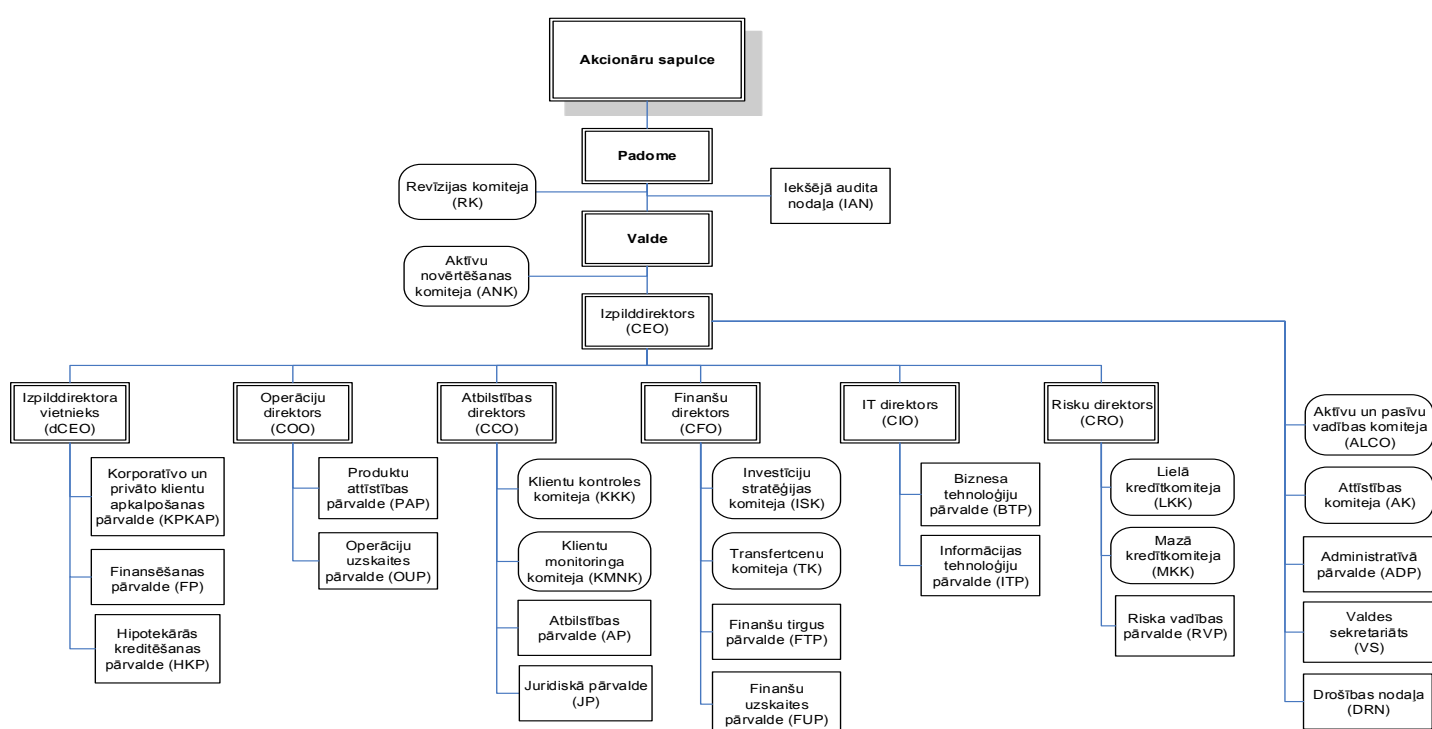 Akcionāru sapulce
Padome
Revīzijas komiteja
(RK)
Iekšējā audita
nodaļa (IAN)
Valde
Aktīvu
novērtēšanas
komiteja (ANK)
Izpilddirektors
(CEO)
Izpilddirektora
vietnieks
(dCEO)
Operāciju
direktors
(COO)
Atbilstības
direktors
(CCO)
Finanšu
direktors
(CFO)
IT direktors
(CIO)
Risku direktors
(CRO)
Korporatīvo un
privāto klientu
apkalpošanas
pārvalde (KPKAP)
Finansēšanas
pārvalde (FP)
Hipotekārās
kreditēšanas
pārvalde (HKP)
Produktu
attīstības
pārvalde (PAP)
Operāciju
uzskaites
pārvalde (OUP)
Klientu kontroles
komiteja (KKK)
Klientu
monitoringa
komiteja (KMNK)
Atbilstības
pārvalde (AP)
Juridiskā pārvalde
(JP)
Investīciju
stratēģijas
komiteja (ISK)
Transfertcenu
komiteja (TK)
Finanšu tirgus
pārvalde (FTP)
Finanšu
uzskaites
pārvalde (FUP)
Biznesa
tehnoloģiju
pārvalde (BTP)
Informācijas
tehnoloģiju
pārvalde (ITP)
Lielā
kredītkomiteja
(LKK)
Mazā
kredītkomiteja
(MKK)
Riska vadības
pārvalde (RVP)
Aktīvu un pasīvu
vadības komiteja
(ALCO)
Attīstības
komiteja (AK)
Administratīvā
pārvalde (ADP)
Valdes
sekretariāts
(VS)
Drošības nodaļa
(DRN)